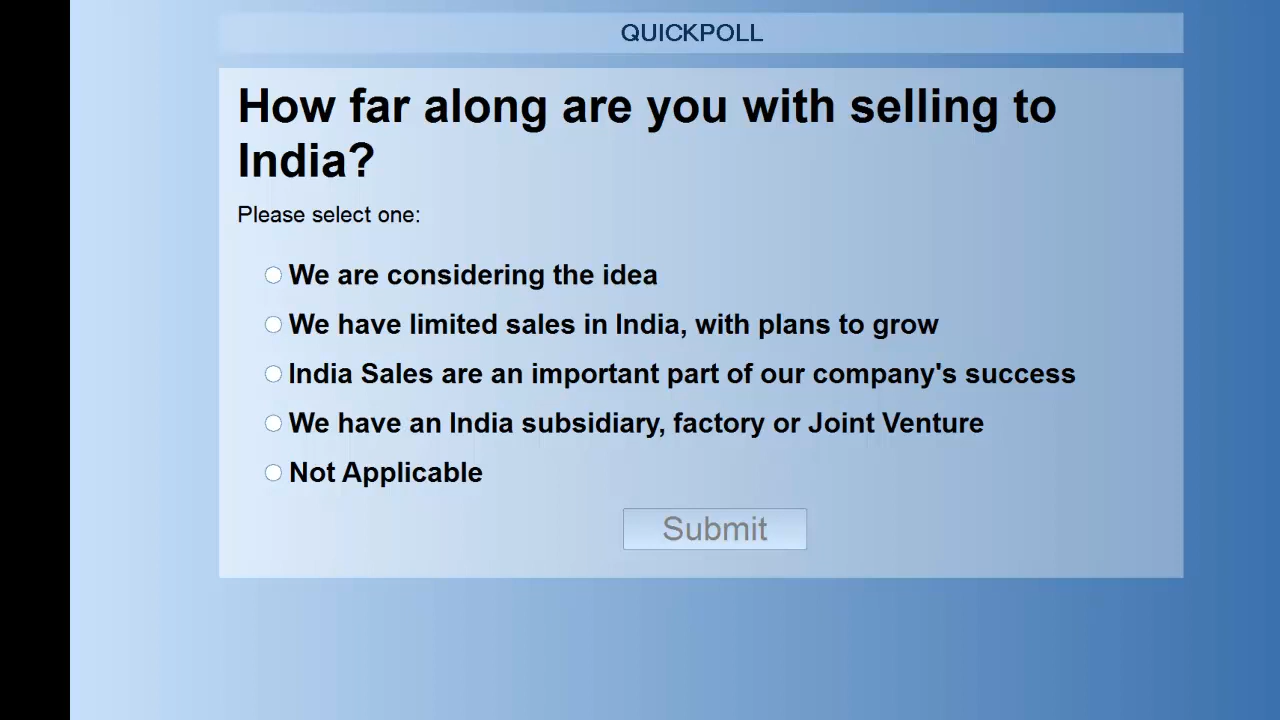 QUICKPOLL
How far along are you with selling to
India?
Please select one:
We are considering the idea
We have limited sales in India, with plans to grow
India Sales are an important part of our company's success
We have an India subsidiary, factory or Joint Venture
Not Applicable
Submit